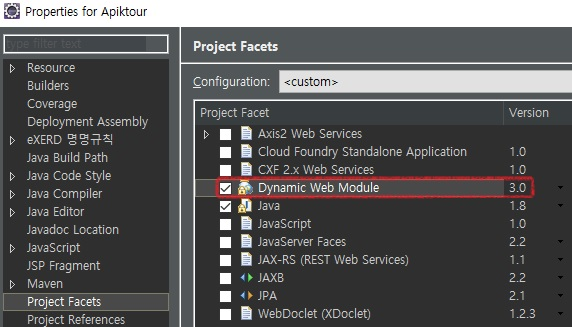 Properties for Apiktour
type filter text
Resource
Builders
Coverage
Deployment Assembly
eXERD 명명규칙
Java Build Path
Java Code Style
Java Compiler
Java Editor
Javadoc Location
JavaScript
JSP Fragment
Maven
Project Facets
Project References
Project Facets
Configuration: <custom>
Project Facet Version
Axis2 Web Services
Cloud Foundry Standalone Application 1.0
CXF 2.x Web Services 1.0
Dynamic Web Module 3.0
Java 1.8
JavaScript 1.0
JavaServer Faces 2.2
JAX-RS (REST Web Services) 1.1
JAXB 2.2
JPA 2.1
WebDoclet (XDoclet) 1.2.3